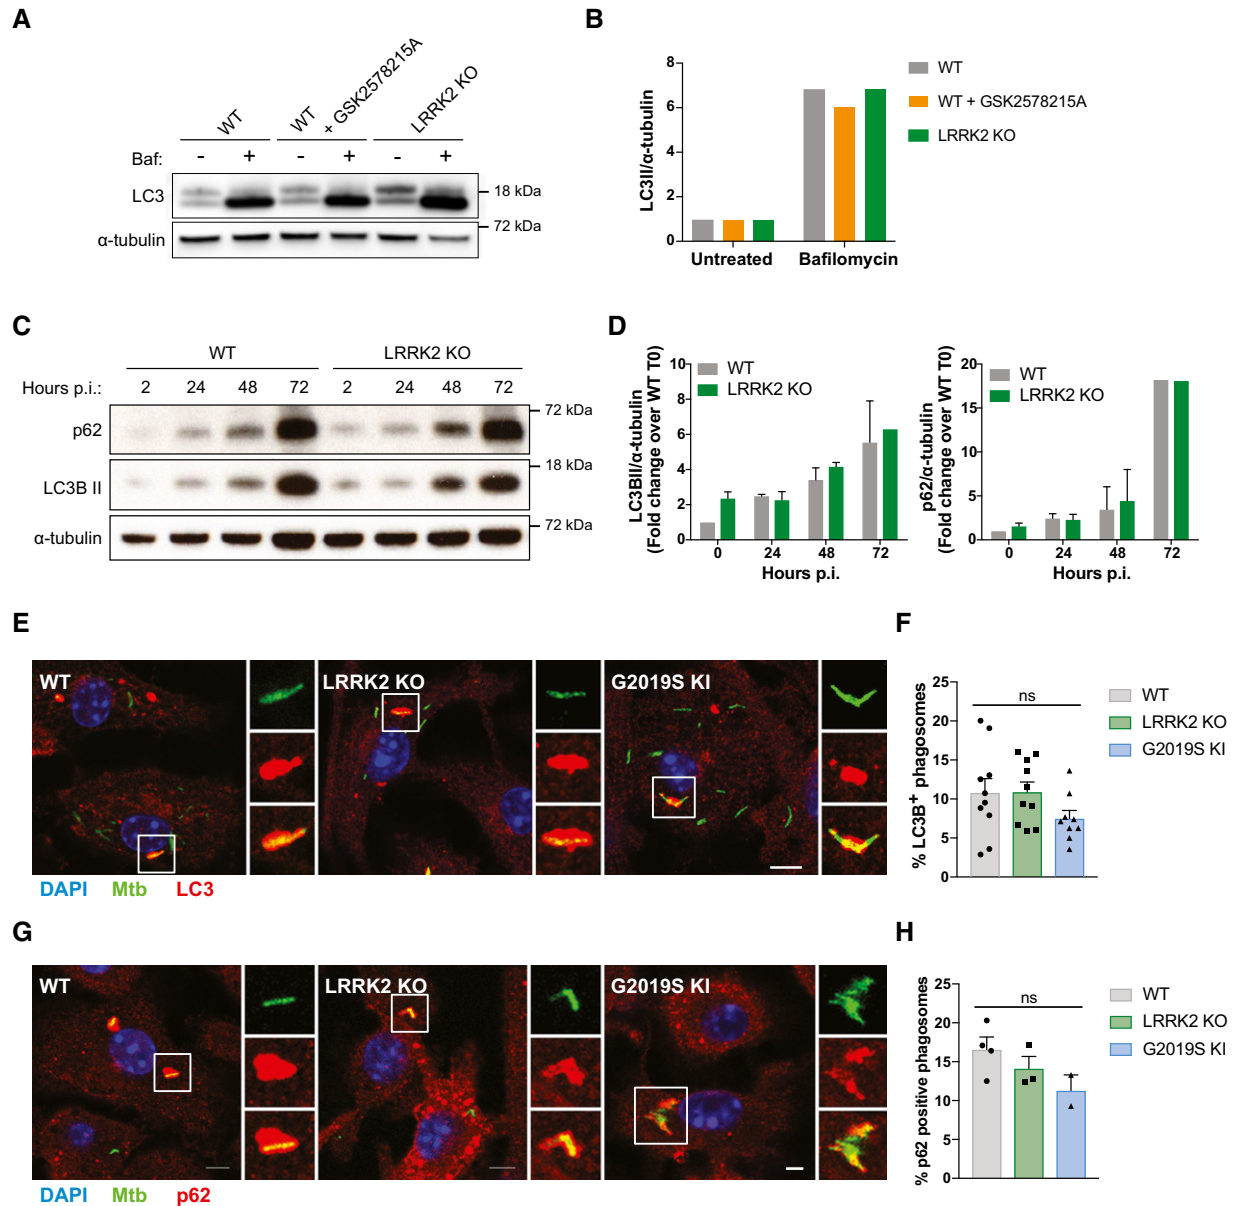 A
WT
WT + GSK2578215A
LRRK2 KO
Baf: - + - + - +
LC3
18 kDa
α-tubulin
72 kDa
B
LC3II/α-tubulin
8
6
4
2
0
Untreated Bafilomycin
WT
WT + GSK2578215A
LRRK2 KO
C
WT LRRK2 KO
Hours p.i.: 2 24 48 72 2 24 48 72
p62
72 kDa
LC3B II
18 kDa
α-tubulin
72 kDa
D
LC3BII/α-tubulin
(Fold change over WT T0)
10
8
6
4
2
0
WT
LRRK2 KO
0 24 48 72
Hours p.i.
p62/α-tubulin
(Fold change over WT T0)
20
15
10
5
0
WT
LRRK2 KO
0 24 48 72
Hours p.i.
E
WT
LRRK2 KO
G2019S KI
DAPI Mtb LC3
F
% LC3B+ phagosomes
25
20
15
10
5
0
ns
WT
LRRK2 KO
G2019S KI
G
WT
LRRK2 KO
G2019S KI
DAPI Mtb p62
H
% p62 positive phagosomes
25
20
15
10
5
0
ns
WT
LRRK2 KO
G2019S KI